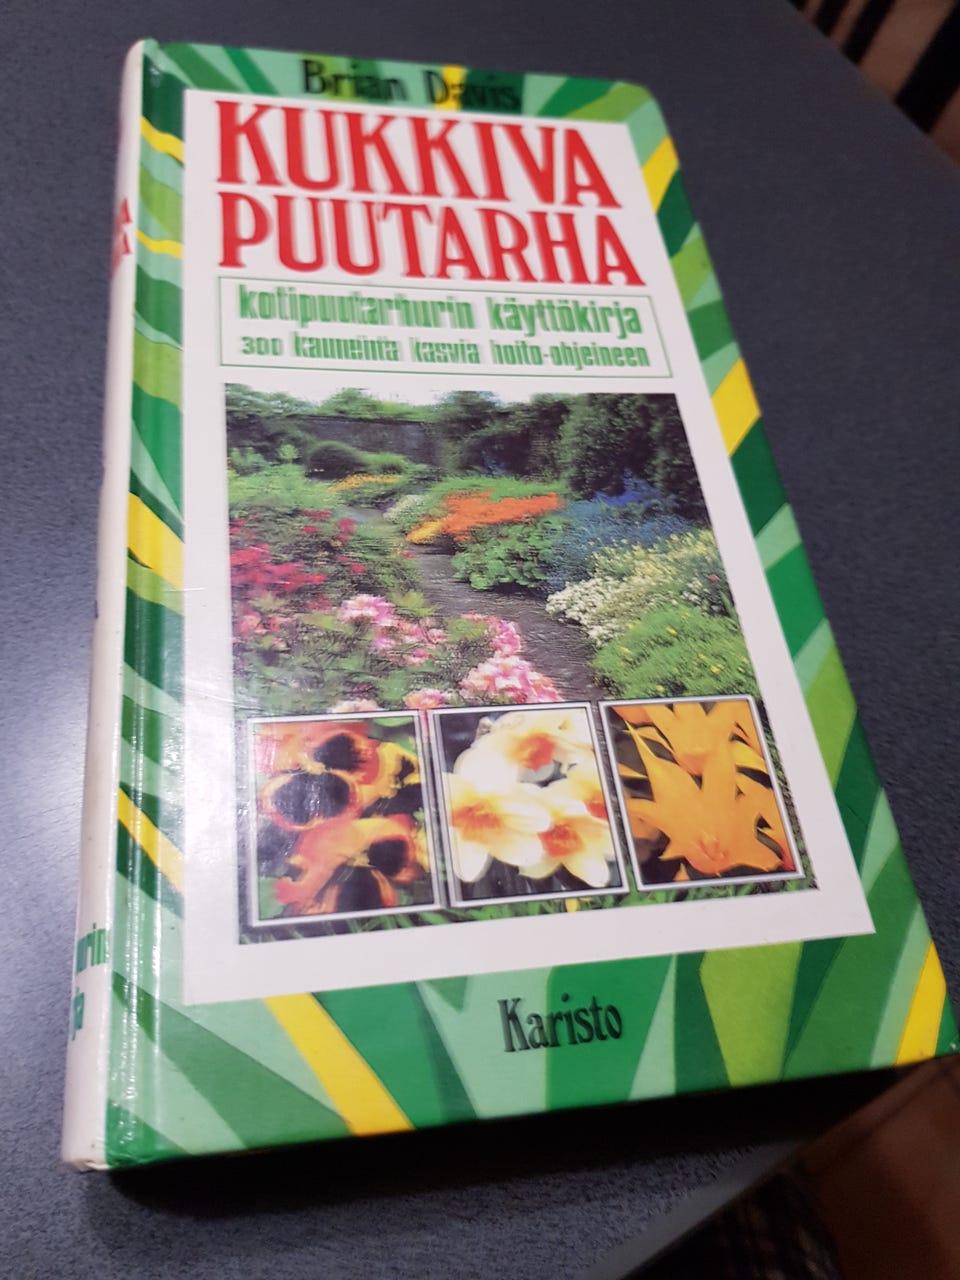 Brian Davis
KUKKIVA
PUUTARHA
kotipuutarhurin käyttökirja
300 kauneinta kasvia hoito-ohjeineen
Karisto